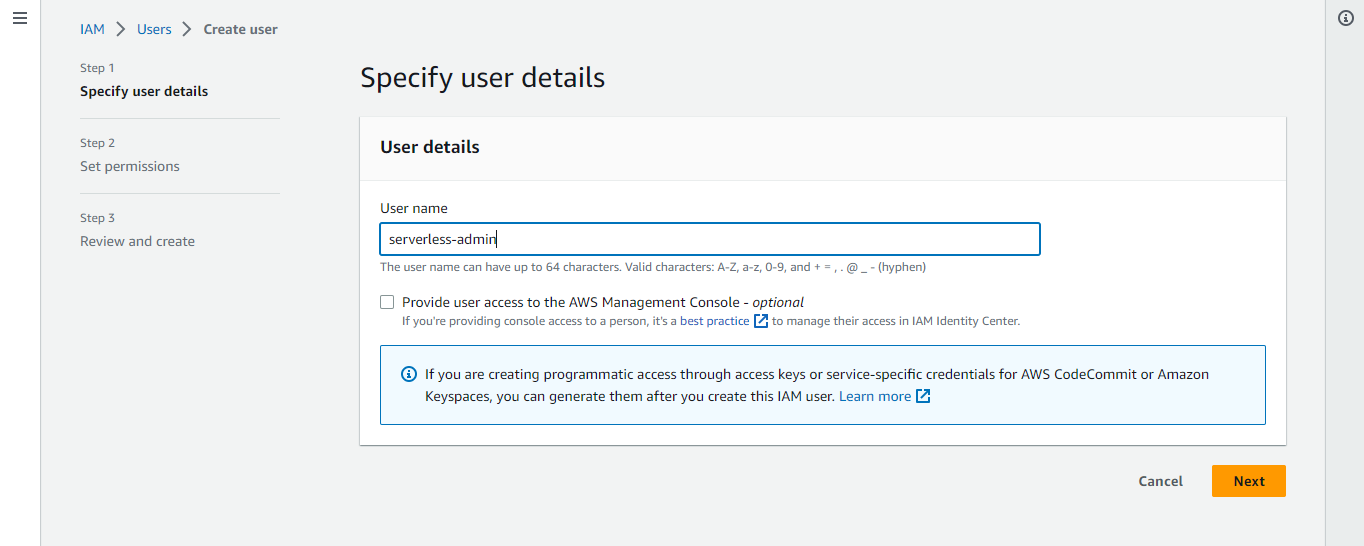 IAM > Users > Create user
Step 1
Specify user details
Step 2
Set permissions
Step 3
Review and create
Specify user details
User details
User name
serverless-admin
The user name can have up to 64 characters. Valid characters: A-Z, a-z, 0-9, and + = , . @ _ - (hyphen)
Provide user access to the AWS Management Console - optional
If you're providing console access to a person, it's a best practice to manage their access in IAM Identity Center.
If you are creating programmatic access through access keys or service-specific credentials for AWS CodeCommit or Amazon
Keyspaces, you can generate them after you create this IAM user. Learn more
Cancel
Next